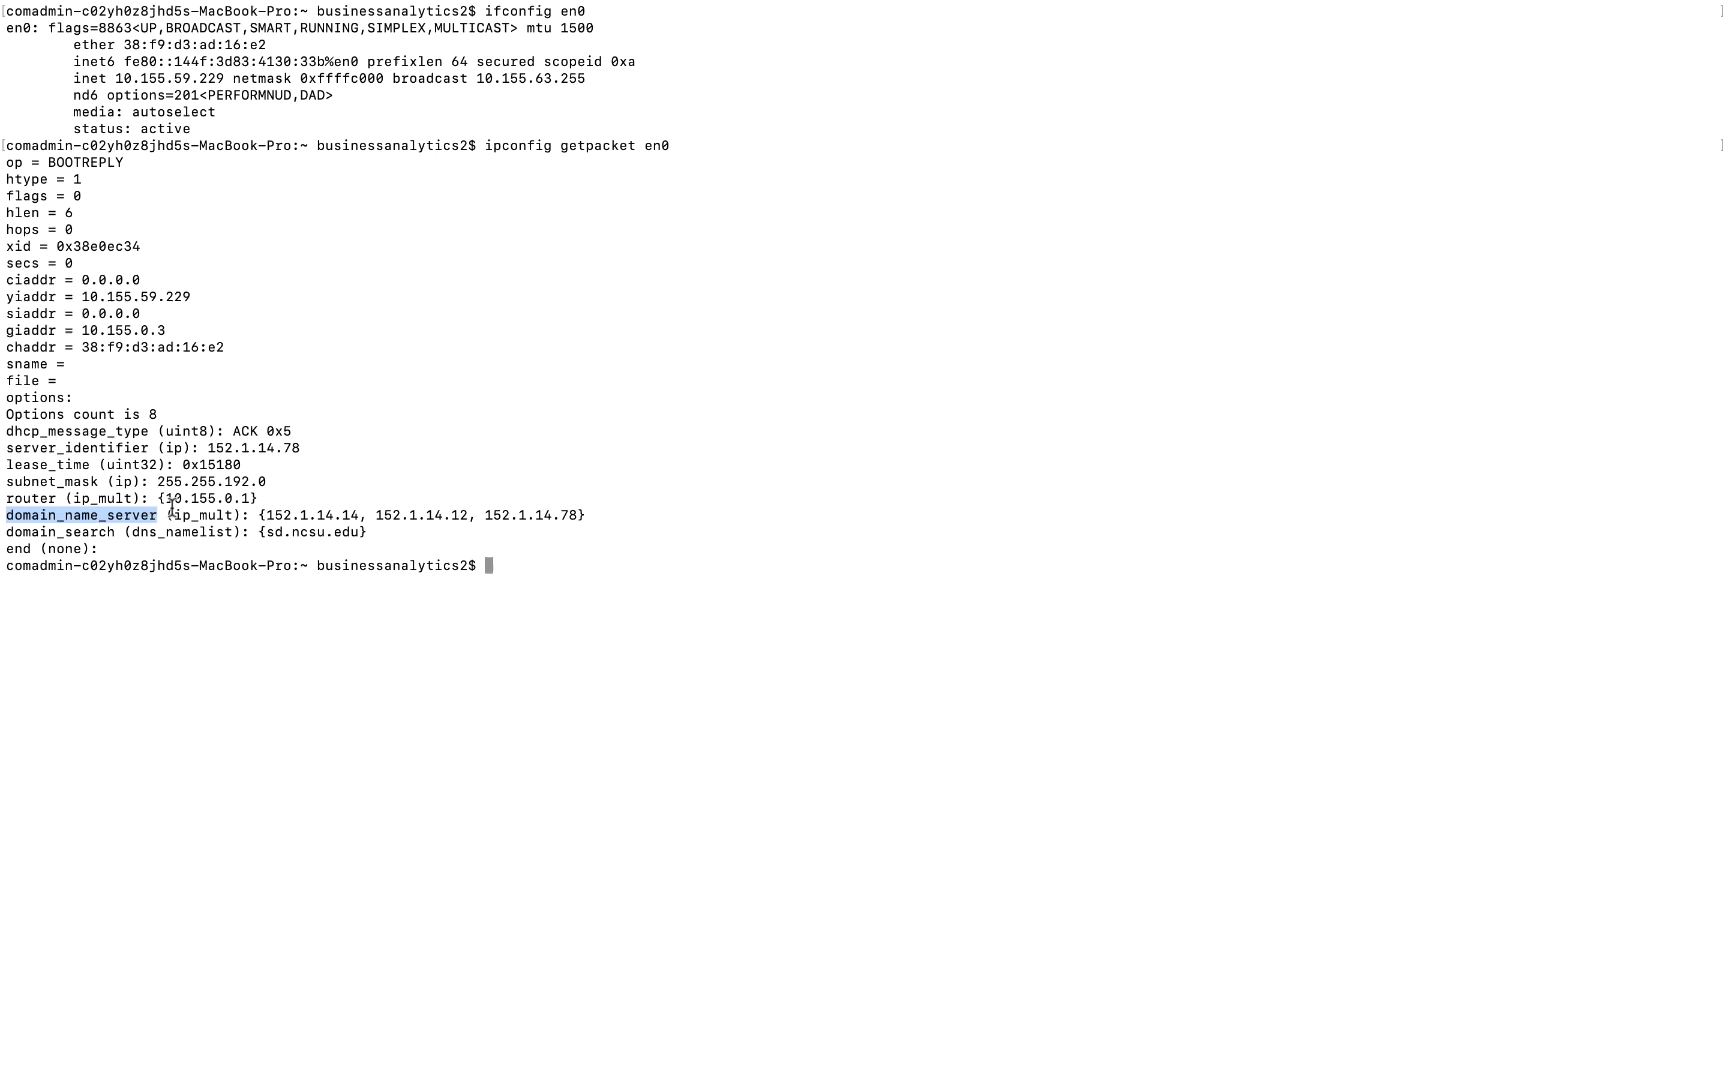 [comadmin-c02yh0z8jhd5s-MacBook-Pro:~ businessanalytics2$ ifconfig en0 ]
en0: flags=8863<UP,BROADCAST,SMART,RUNNING,SIMPLEX,MULTICAST> mtu 1500
ether 38:f9:d3:ad:16:e2
inet6 fe80::144f:3d83:4130:33b%en0 prefixlen 64 secured scopeid 0xa
inet 10.155.59.229 netmask 0xffffc000 broadcast 10.155.63.255
nd6 options=201<PERFORMNUD,DAD>
media: autoselect
status: active
[comadmin-c02yh0z8jhd5s-MacBook-Pro:~ businessanalytics2$ ipconfig getpacket en0 ]
op = BOOTREPLY
htype = 1
flags = 0
hlen = 6
hops = 0
xid = 0x38e0ec34
secs = 0
ciaddr = 0.0.0.0
yiaddr = 10.155.59.229
siaddr = 0.0.0.0
giaddr = 10.155.0.3
chaddr = 38:f9:d3:ad:16:e2
sname =
file =
options:
Options count is 8
dhcp_message_type (uint8): ACK 0x5
server_identifier (ip): 152.1.14.78
lease_time (uint32): 0x15180
subnet_mask (ip): 255.255.192.0
router (ip_mult): {10.155.0.1}
domain_name_server (ip_mult): {152.1.14.14, 152.1.14.12, 152.1.14.78}
domain_search (dns_namelist): {sd.ncsu.edu}
end (none):
comadmin-c02yh0z8jhd5s-MacBook-Pro:~ businessanalytics2$